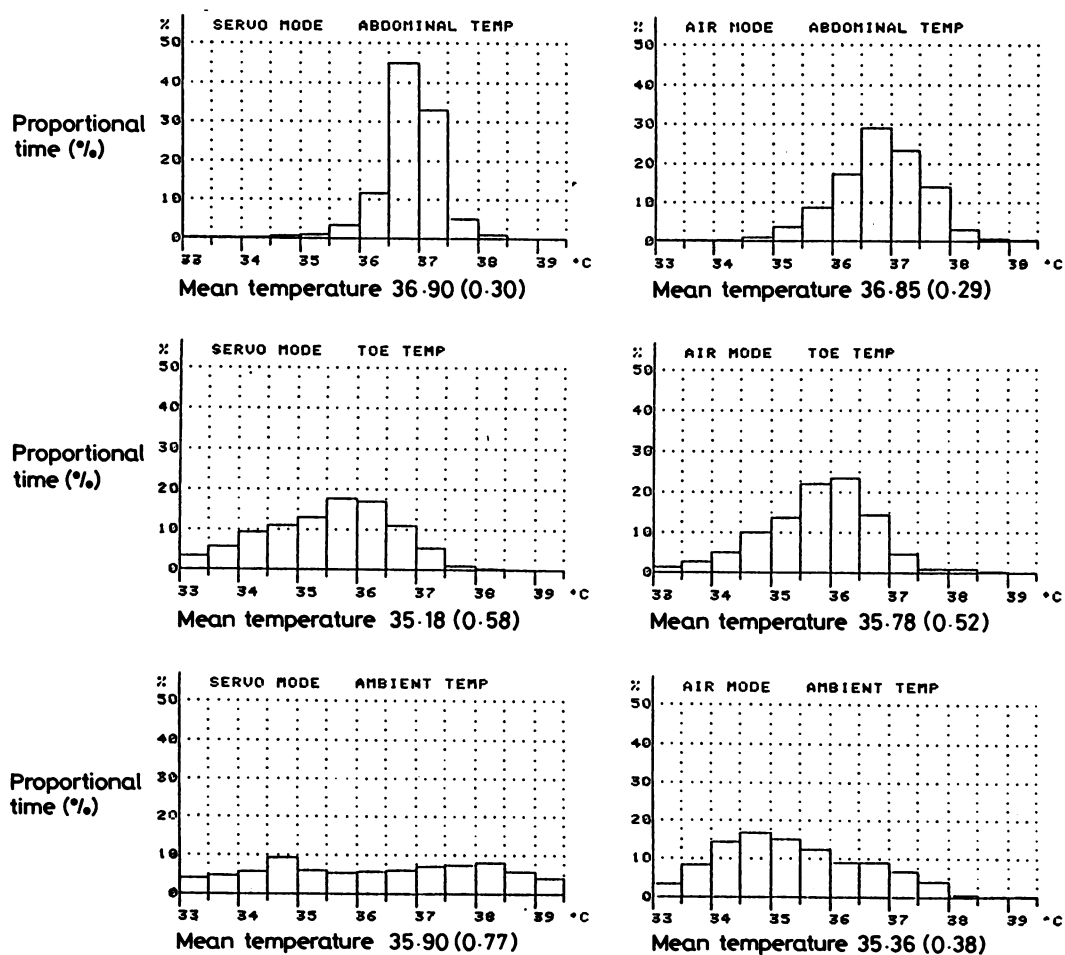 % SERVO MODE ABDOMINAL TEMP
50
40
30
20
10
0
33 35 36 37 38 39 °C
Proportional
time (%)
Mean temperature 36·90 (0·30)
% AIR MODE ABDOMINAL TEMP
50
40
30
20
10
0
33 35 36 37 38 39 °C
Mean temperature 36·85 (0·29)
% SERVO MODE TOE TEMP
50
40
30
20
10
0
33 35 36 37 38 39 °C
Proportional
time (%)
Mean temperature 35·18 (0·58)
% AIR MODE TOE TEMP
50
40
30
20
10
0
33 35 36 37 38 39 °C
Mean temperature 35·78 (0·52)
% SERVO MODE AMBIENT TEMP
50
40
30
20
10
0
33 35 36 37 38 39 °C
Proportional
time (%)
Mean temperature 35·90 (0·77)
% AIR MODE AMBIENT TEMP
50
40
30
20
10
0
33 35 36 37 38 39 °C
Mean temperature 35·36 (0·38)